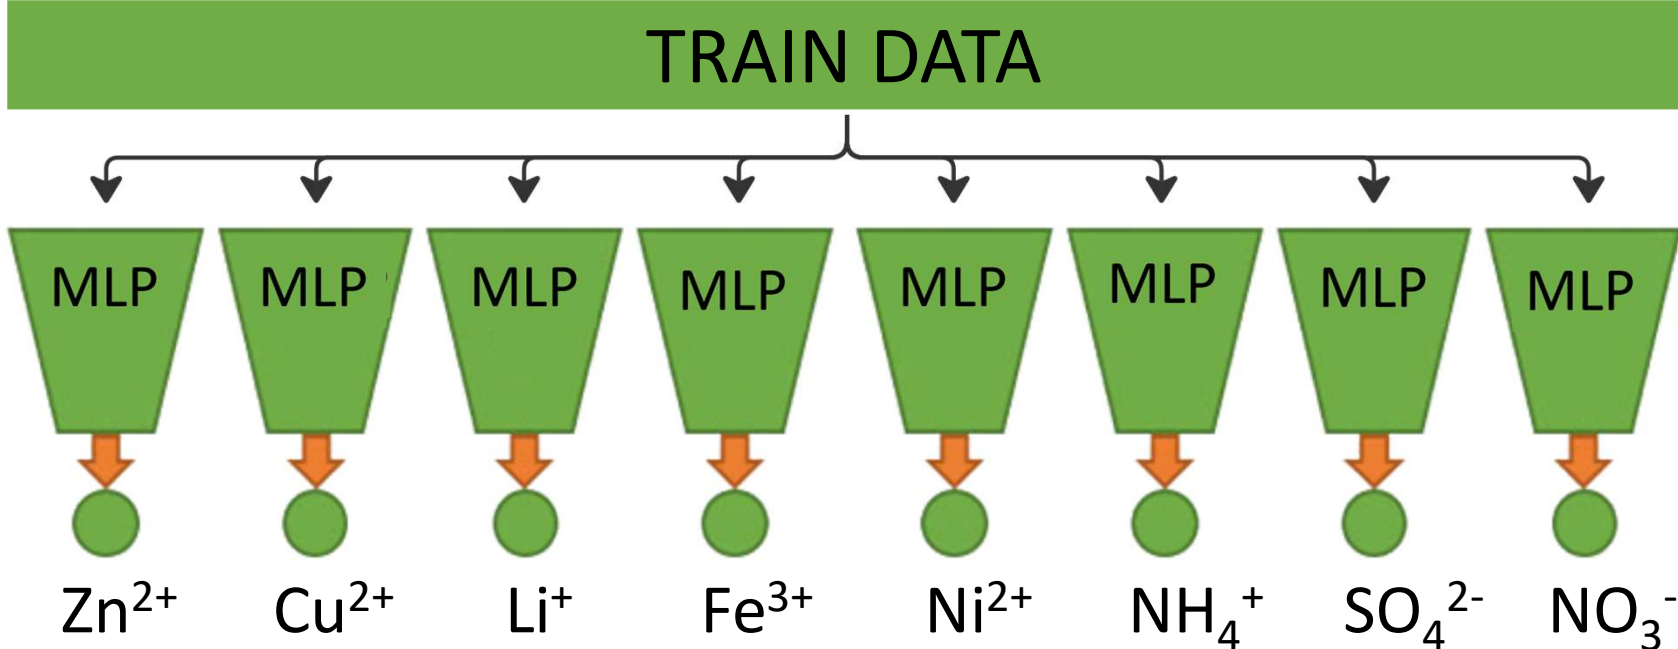 TRAIN DATA
MLP MLP MLP MLP MLP MLP MLP MLP
Zn²⁺ Cu²⁺ Li⁺ Fe³⁺ Ni²⁺ NH₄⁺ SO₄²⁻ NO₃⁻